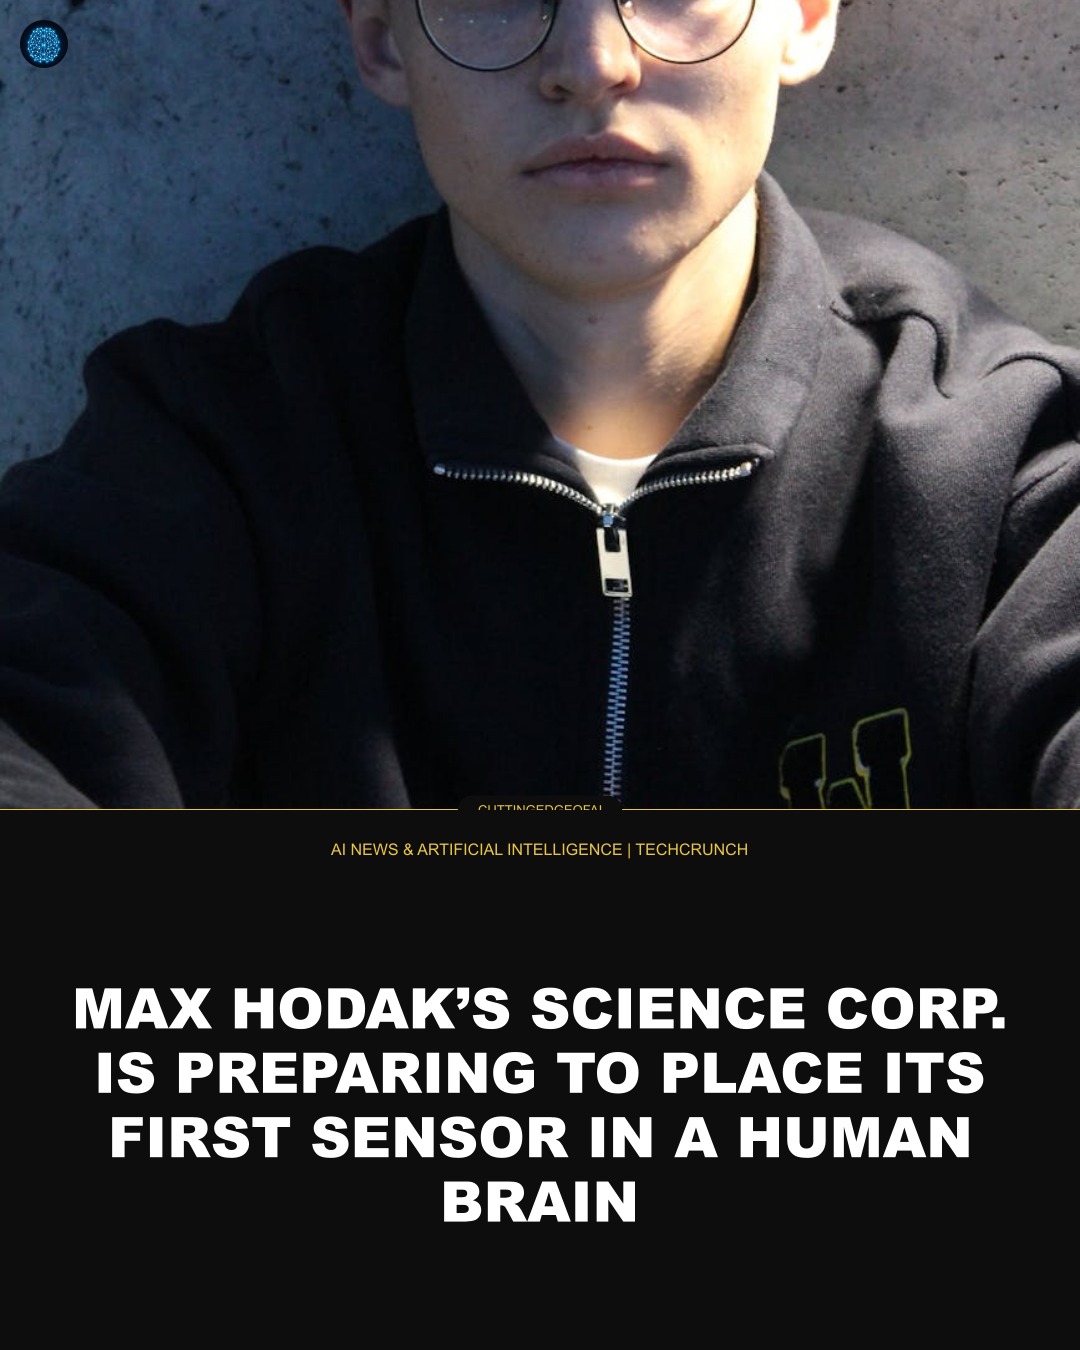 CUTTINGEDGEOFAI
AI NEWS & ARTIFICIAL INTELLIGENCE | TECHCRUNCH
MAX HODAK’S SCIENCE CORP.
IS PREPARING TO PLACE ITS
FIRST SENSOR IN A HUMAN
BRAIN